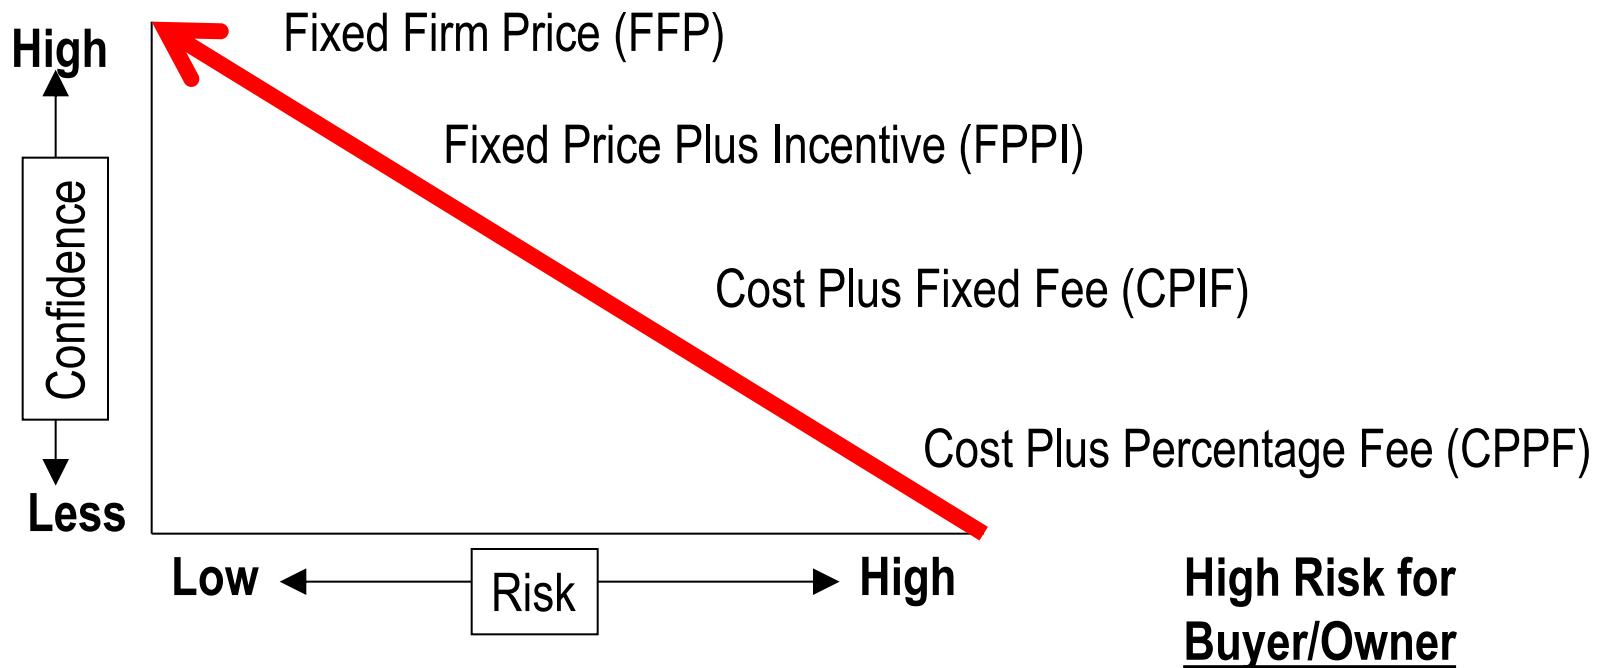 High
Fixed Firm Price (FFP)
Fixed Price Plus Incentive (FPPI)
Confidence
Cost Plus Fixed Fee (CPIF)
Cost Plus Percentage Fee (CPPF)
Less
Low
Risk
High
High Risk for
Buyer/Owner